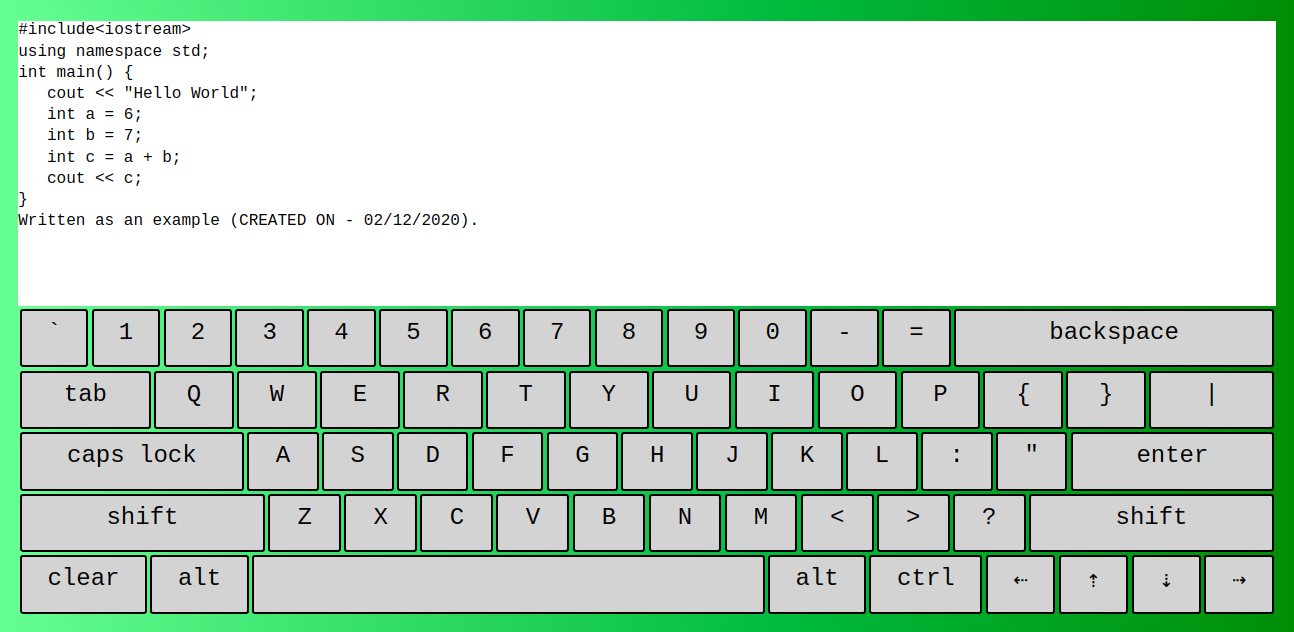 #include<iostream>
using namespace std;
int main() {
   cout << "Hello World";
   int a = 6;
   int b = 7;
   int c = a + b;
   cout << c;
}
Written as an example (CREATED ON - 02/12/2020).
` 1 2 3 4 5 6 7 8 9 0 - = backspace
tab Q W E R T Y U I O P { } |
caps lock A S D F G H J K L : " enter
shift Z X C V B N M < > ? shift
clear alt alt ctrl ⇠ ⇡ ⇣ ⇢